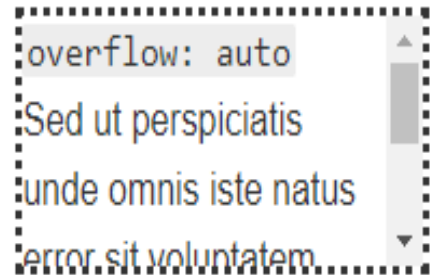 overflow: auto
Sed ut perspiciatis
unde omnis iste natus
error sit voluptatem